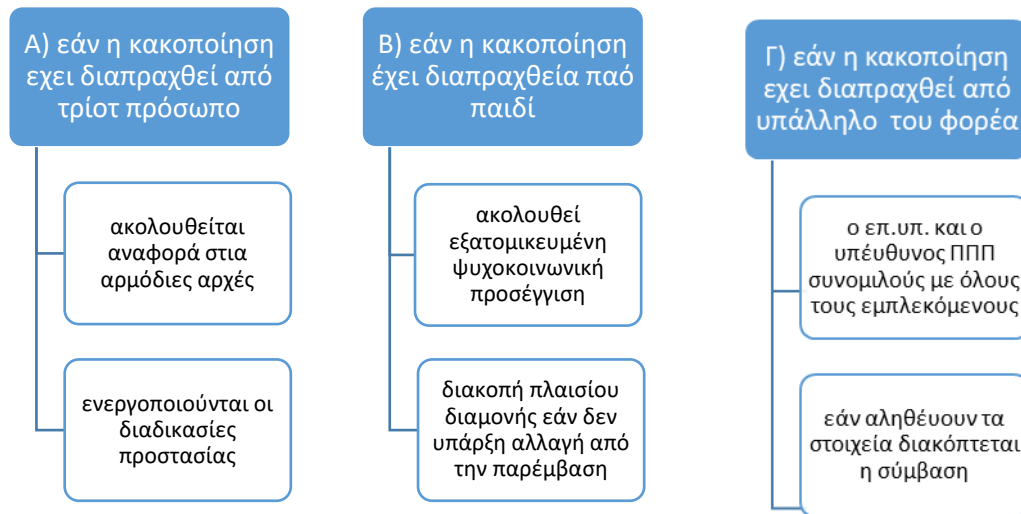 Α) εάν η κακοποίηση
εχει διαπραχθεί από
τρίοτ πρόσωπο
ακολουθείται
αναφορά στια
αρμόδιες αρχές
ενεργοποιούνται οι
διαδικασίες
προστασίας
Β) εάν η κακοποίηση
έχει διαπραχθεία παό
παιδί
ακολουθεί
εξατομικευμένη
ψυχοκοινωνική
προσέγγιση
διακοπή πλαισίου
διαμονής εάν δεν
υπάρξη αλλαγή από
την παρέμβαση
Γ) εάν η κακοποίηση
εχει διαπραχθεί από
υπάλληλο του φορέα
ο επ.υπ. και ο
υπέυθυνος ΠΠΠ
συνομιλούς με όλους
τους εμπλεκόμενους
εάν αληθέυουν τα
στοιχεία διακόπτεται
η σύμβαση